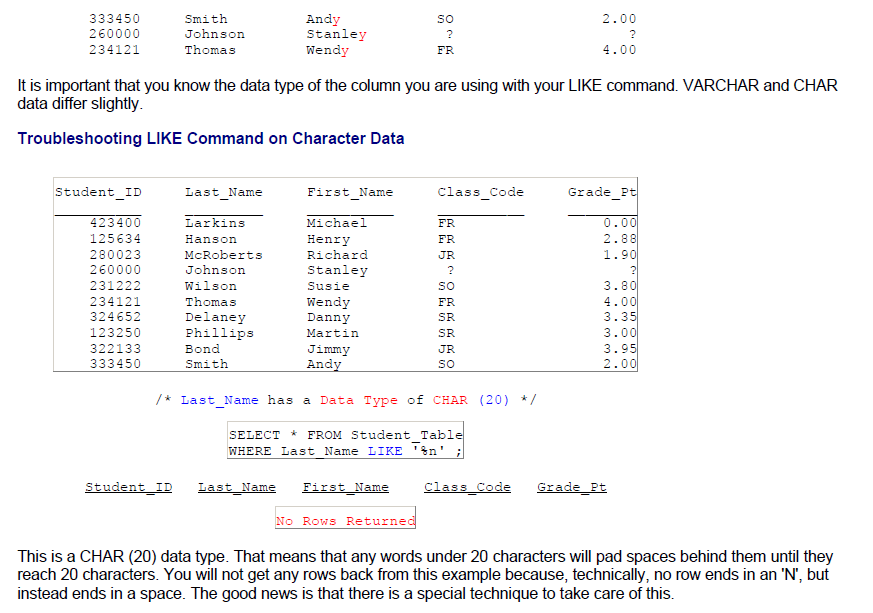 333450 Smith Andy SO 2.00
260000 Johnson Stanley ? ?
234121 Thomas Wendy FR 4.00
It is important that you know the data type of the column you are using with your LIKE command. VARCHAR and CHAR
data differ slightly.
Troubleshooting LIKE Command on Character Data
Student_ID Last_Name First_Name Class_Code Grade_Pt
423400 Larkins Michael FR 0.00
125634 Hanson Henry FR 2.88
280023 McRoberts Richard JR 1.90
260000 Johnson Stanley ? ?
231222 Wilson Susie SO 3.80
234121 Thomas Wendy FR 4.00
324652 Delaney Danny SR 3.35
123250 Phillips Martin SR 3.00
322133 Bond Jimmy JR 3.95
333450 Smith Andy SO 2.00
/* Last_Name has a Data Type of CHAR (20) */
SELECT * FROM Student_Table
WHERE Last_Name LIKE '%n' ;
Student_ID Last_Name First_Name Class_Code Grade_Pt
No Rows Returned
This is a CHAR (20) data type. That means that any words under 20 characters will pad spaces behind them until they
reach 20 characters. You will not get any rows back from this example because, technically, no row ends in an 'N', but
instead ends in a space. The good news is that there is a special technique to take care of this.